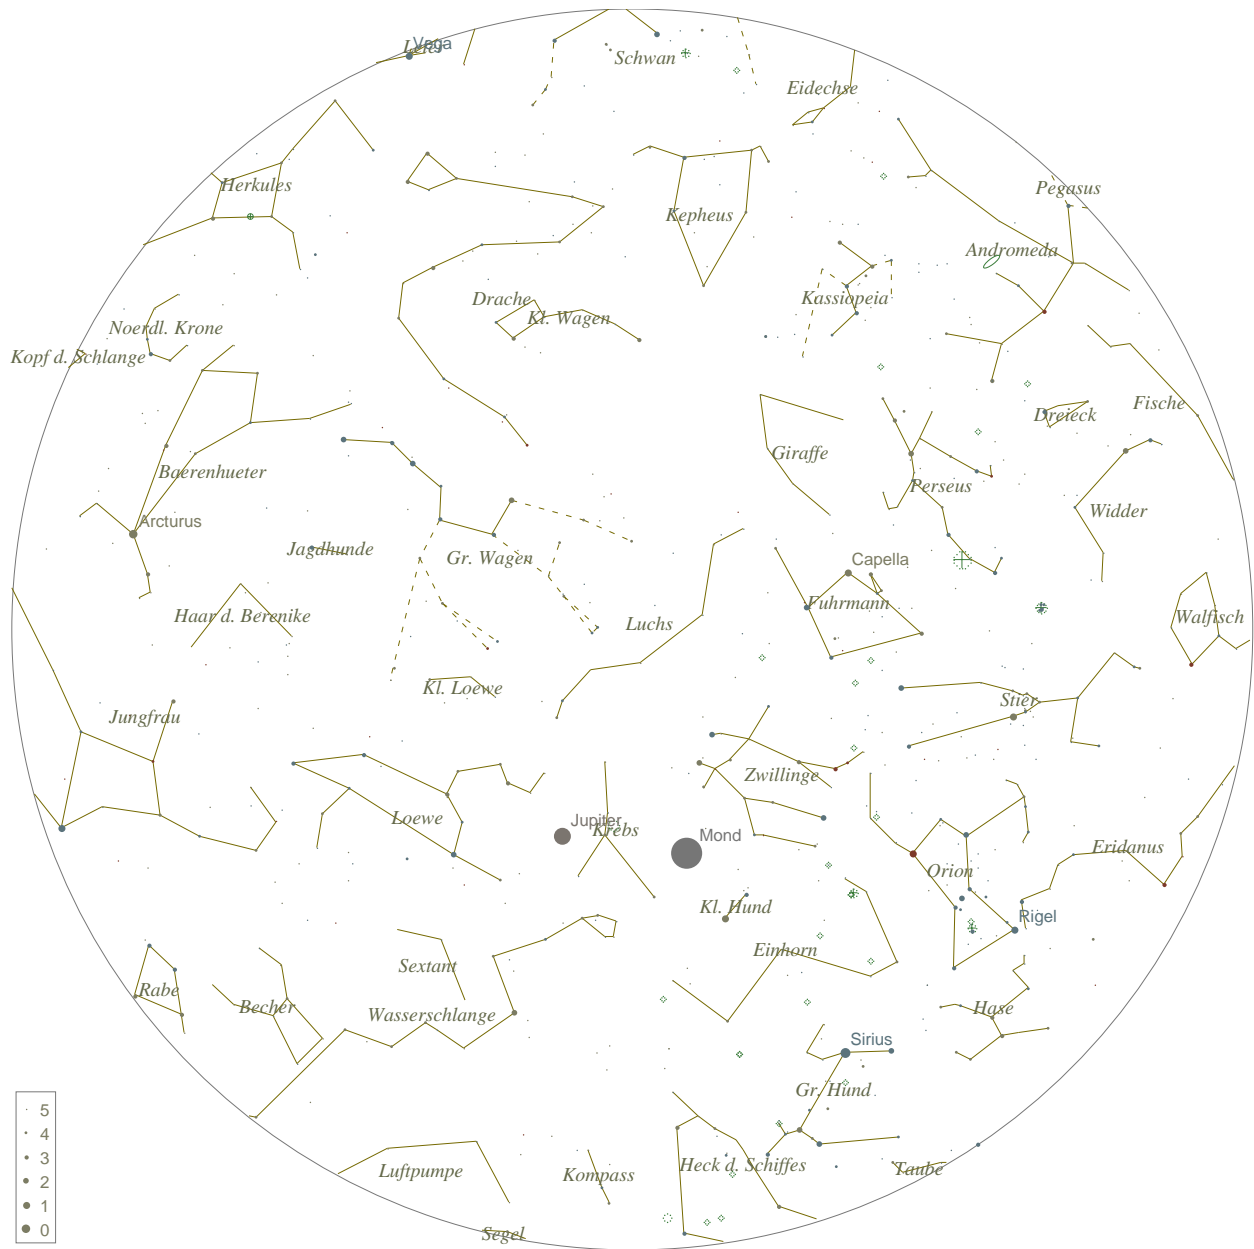 Vega
Schwan
Eidechse
Herkules
Pegasus
Kepheus
Andromeda
Drache
Kassiopeia
Kl. Wagen
Noerdl. Krone
Kopf d. Schlange
Fische
Dreieck
Giraffe
Baerenhueter
Perseus
Widder
Arcturus
Jagdhunde
Gr. Wagen
Capella
Fuhrmann
Haar d. Berenike
Luchs
Walfisch
Kl. Loewe
Stier
Jungfrau
Zwillinge
Loewe
Jupiter
Krebs
Mond
Eridanus
Orion
Kl. Hund
Rigel
Einhorn
Sextant
Rabe
Becher
Wasserschlange
Hase
Sirius
Gr. Hund
5
4
3
2
1
0
Luftpumpe
Kompass
Heck d. Schiffes
Taube
Segel